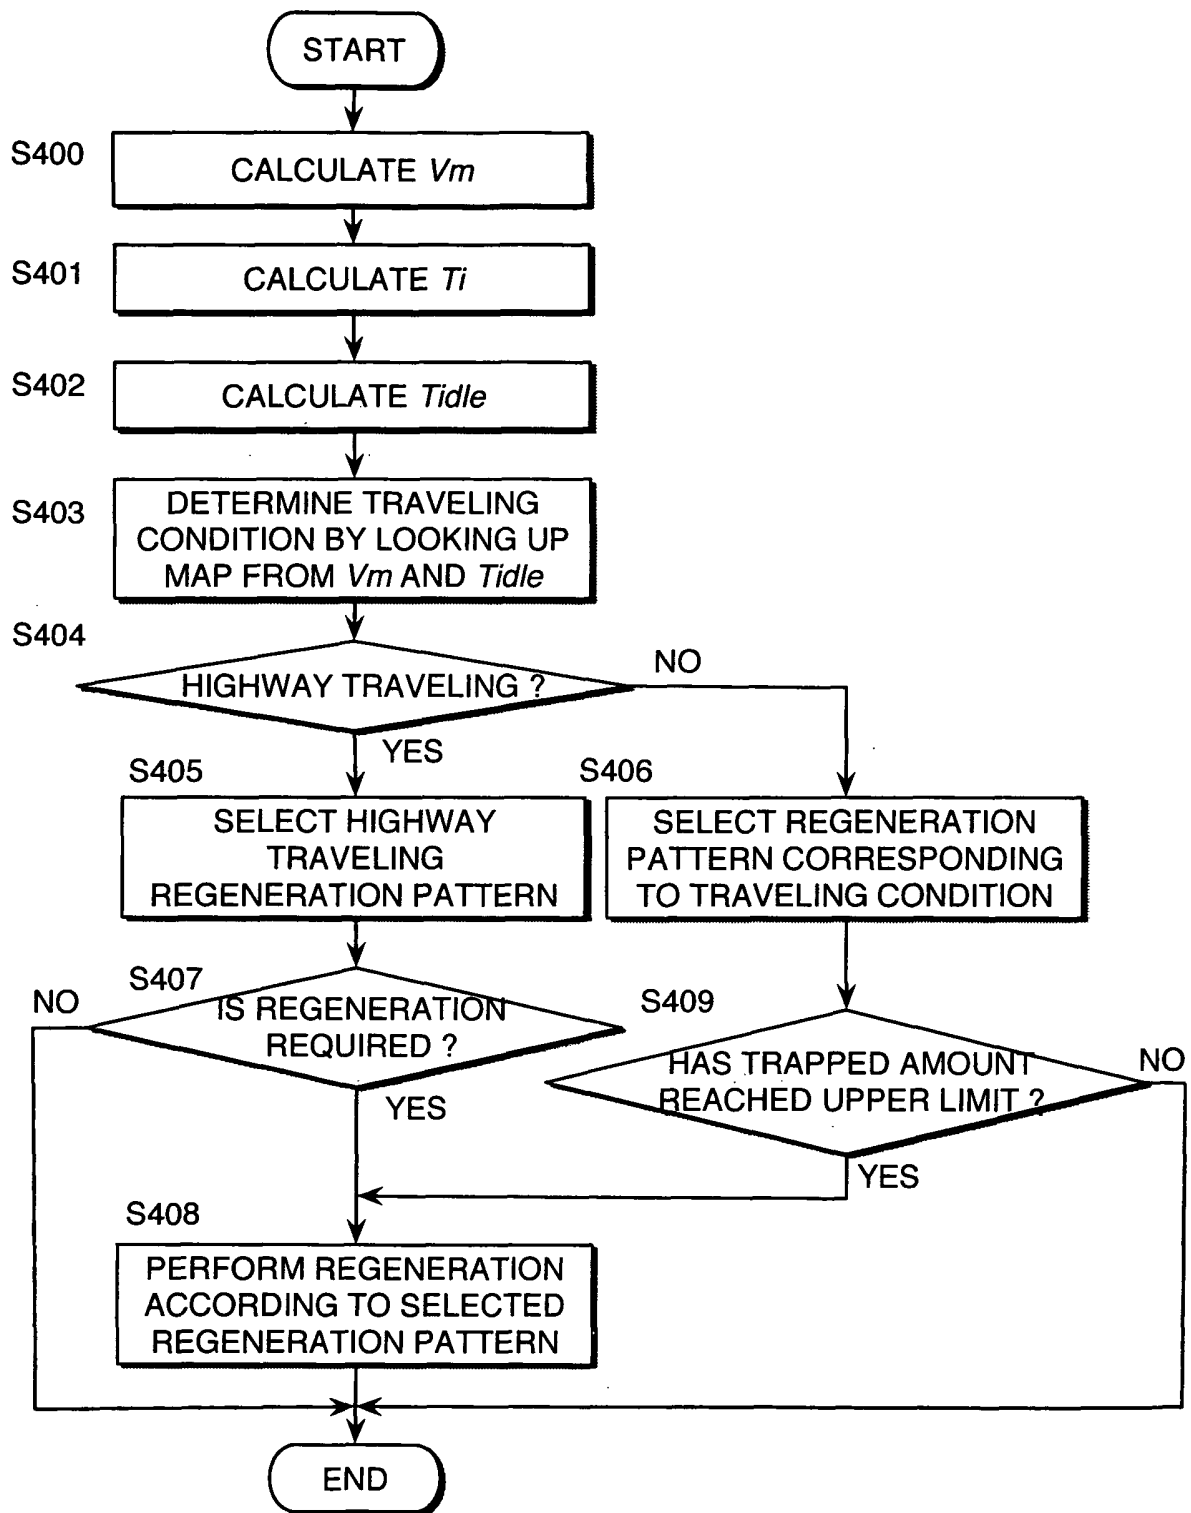 START
S400
CALCULATE Vm
S401
CALCULATE Ti
S402
CALCULATE Tidle
S403
DETERMINE TRAVELING
CONDITION BY LOOKING UP
MAP FROM Vm AND Tidle
S404
HIGHWAY TRAVELING ?
NO
YES
S405
SELECT HIGHWAY
TRAVELING
REGENERATION PATTERN
S406
SELECT REGENERATION
PATTERN CORRESPONDING
TO TRAVELING CONDITION
S407
NO
IS REGENERATION
REQUIRED ?
YES
S409
HAS TRAPPED AMOUNT
REACHED UPPER LIMIT ?
NO
YES
S408
PERFORM REGENERATION
ACCORDING TO SELECTED
REGENERATION PATTERN
END